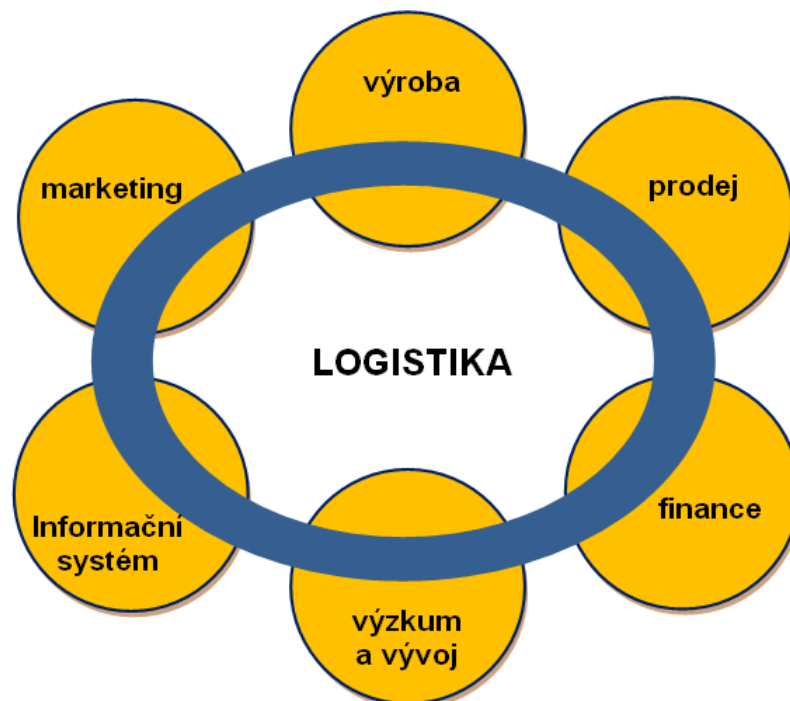 výroba
marketing
prodej
LOGISTIKA
Informační
systém
finance
výzkum
a vývoj